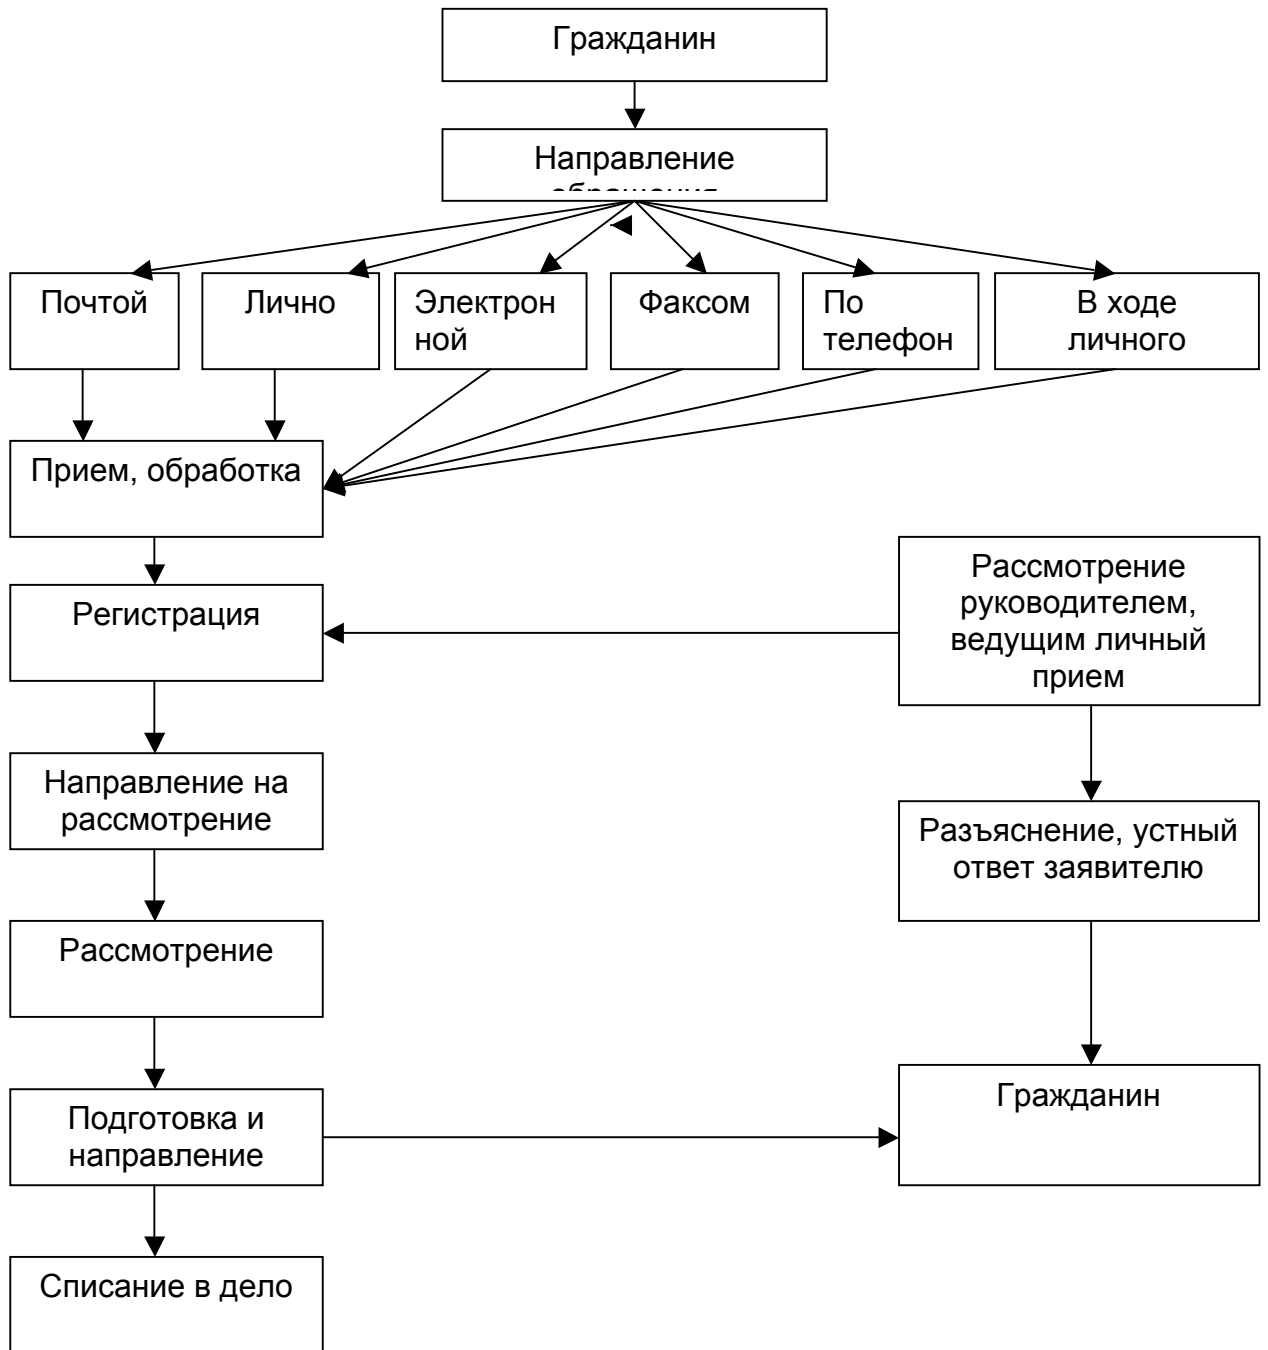 Гражданин
Направление
Почтой
Лично
Электрон
ной
Факсом
По
телефон
В ходе
личного
Прием, обработка
Рассмотрение
руководителем,
ведущим личный
прием
Регистрация
Направление на
рассмотрение
Разъяснение, устный
ответ заявителю
Рассмотрение
Подготовка и
направление
Гражданин
Списание в дело